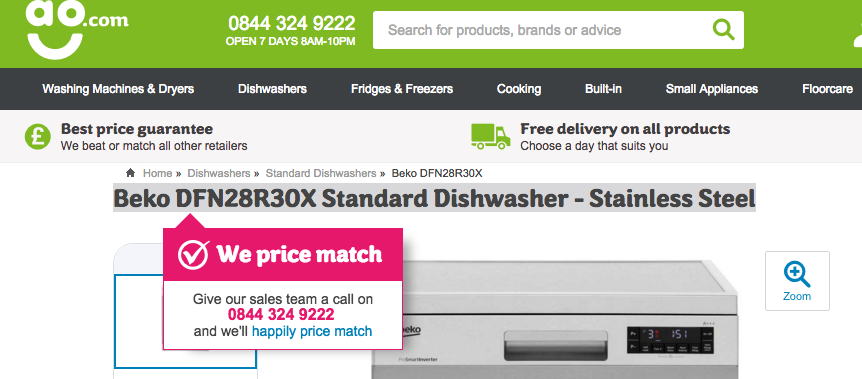 ao.com
0844 324 9222
OPEN 7 DAYS 8AM-10PM
Search for products, brands or advice
Washing Machines & Dryers
Dishwashers
Fridges & Freezers
Cooking
Built-in
Small Appliances
Floorcare
Best price guarantee
We beat or match all other retailers
Free delivery on all products
Choose a day that suits you
Home » Dishwashers » Standard Dishwashers » Beko DFN28R30X
Beko DFN28R30X Standard Dishwasher - Stainless Steel
We price match
Give our sales team a call on
0844 324 9222
and we'll happily price match
Zoom
beko
ProSmartInverter
A+++
151